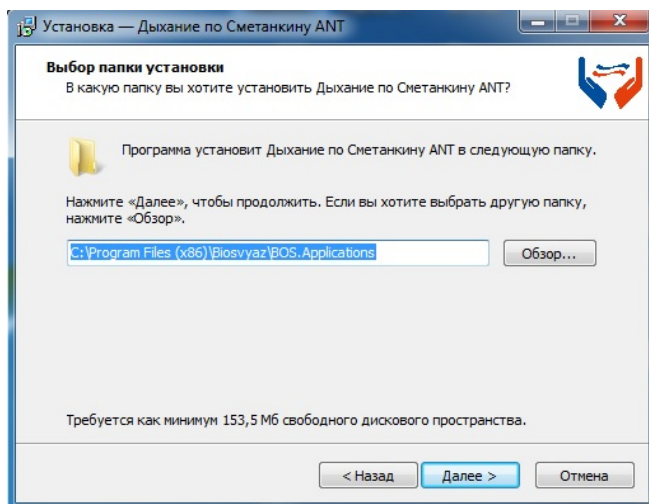 Установка — Дыхание по Сметанкину ANT
Выбор папки установки
В какую папку вы хотите установить Дыхание по Сметанкину ANT?
Программа установит Дыхание по Сметанкину ANT в следующую папку.
Нажмите «Далее», чтобы продолжить. Если вы хотите выбрать другую папку,
нажмите «Обзор».
C:\Program Files (x86)\Biosvyaz\BOS.Applications
Обзор...
Требуется как минимум 153,5 Мб свободного дискового пространства.
< Назад
Далее >
Отмена